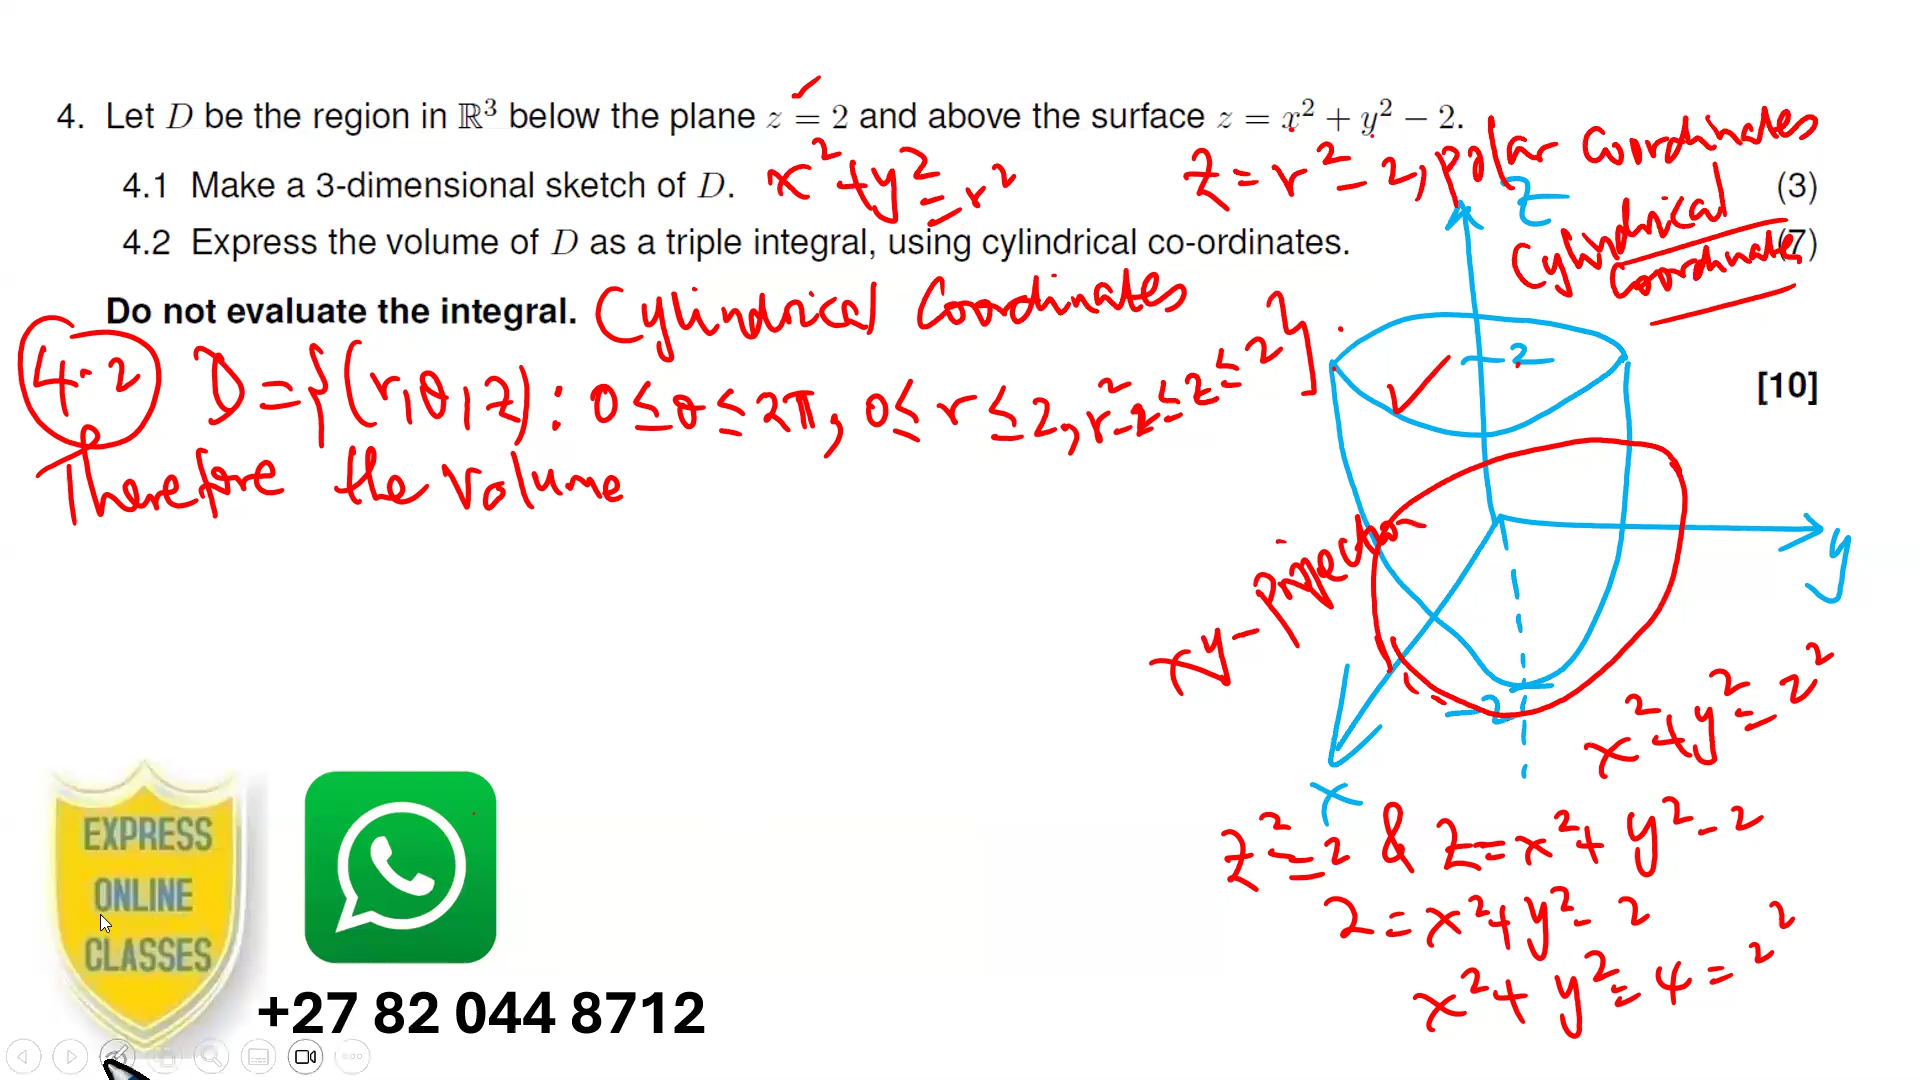 4. Let D be the region in ℝ³ below the plane z = 2 and above the surface z = x² + y² − 2.
x² + y² = r²
z = r² − 2, polar coordinates
4.1 Make a 3-dimensional sketch of D. (3)
z
Cylindrical
coordinate
4.2 Express the volume of D as a triple integral, using cylindrical co-ordinates. (7)
Do not evaluate the integral. Cylindrical Coordinates
4.2 D = {(r, θ, z) : 0 ≤ θ ≤ 2π, 0 ≤ r ≤ 2, r² − 2 ≤ z ≤ 2}.
2
[10]
Therefore the Volume
y
xy-projectio
−2
x² + y² = 2²
x
z² = 2 & z = x² + y² − 2
2 = x² + y² − 2
x² + y² = 4 = 2²
EXPRESS
ONLINE
CLASSES
+27 82 044 8712